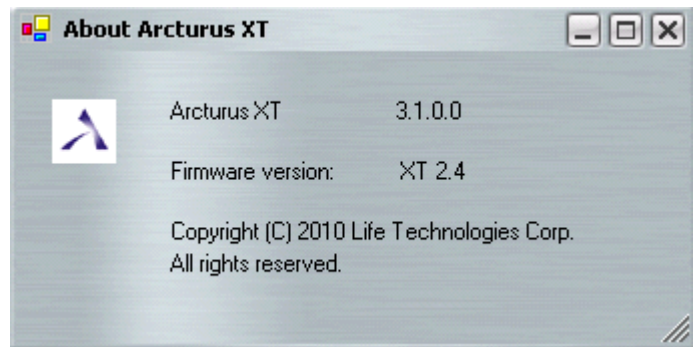 About Arcturus XT
Arcturus XT 3.1.0.0
Firmware version: XT 2.4
Copyright (C) 2010 Life Technologies Corp.
All rights reserved.